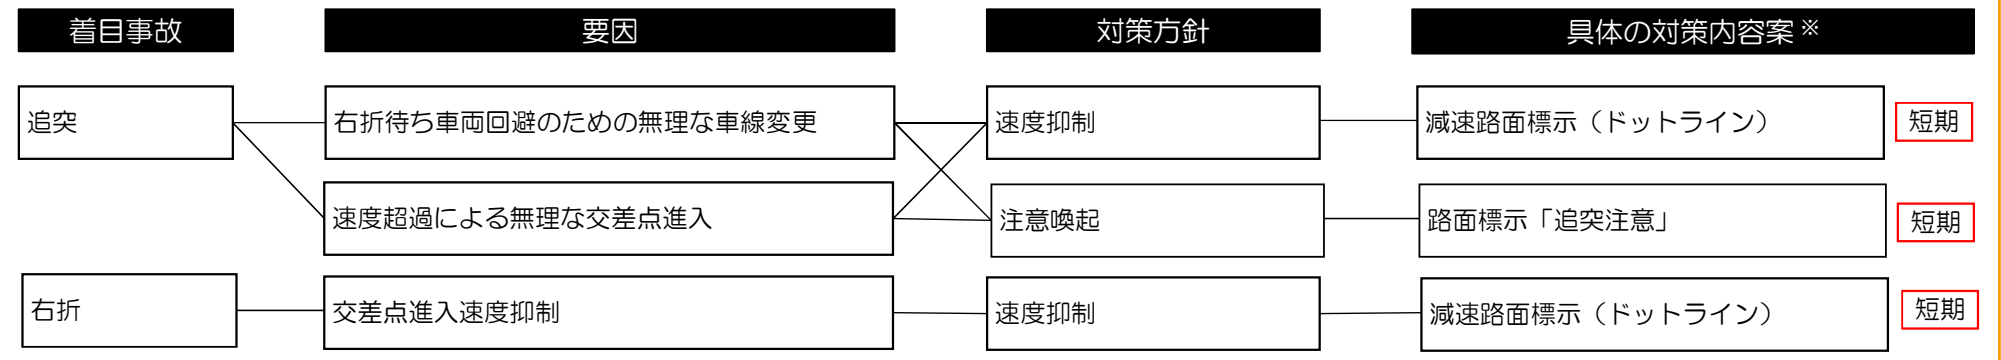 着目事故 要因 対策方針 具体の対策内容案※
追突 右折待ち車両回避のための無理な車線変更 速度抑制 減速路面標示（ドットライン） 短期
速度超過による無理な交差点進入 注意喚起 路面標示「追突注意」 短期
右折 交差点進入速度抑制 速度抑制 減速路面標示（ドットライン） 短期